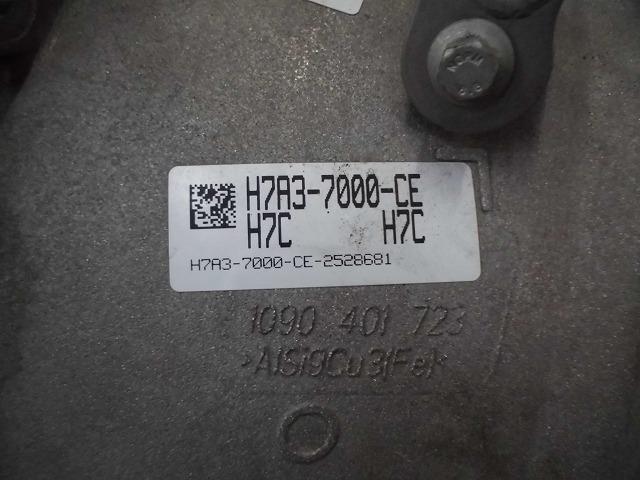 H7A3-7000-CE
H7C H7C
H7A3-7000-CE-2528681
1090 401 723
>AlSi9Cu3(Fe)<